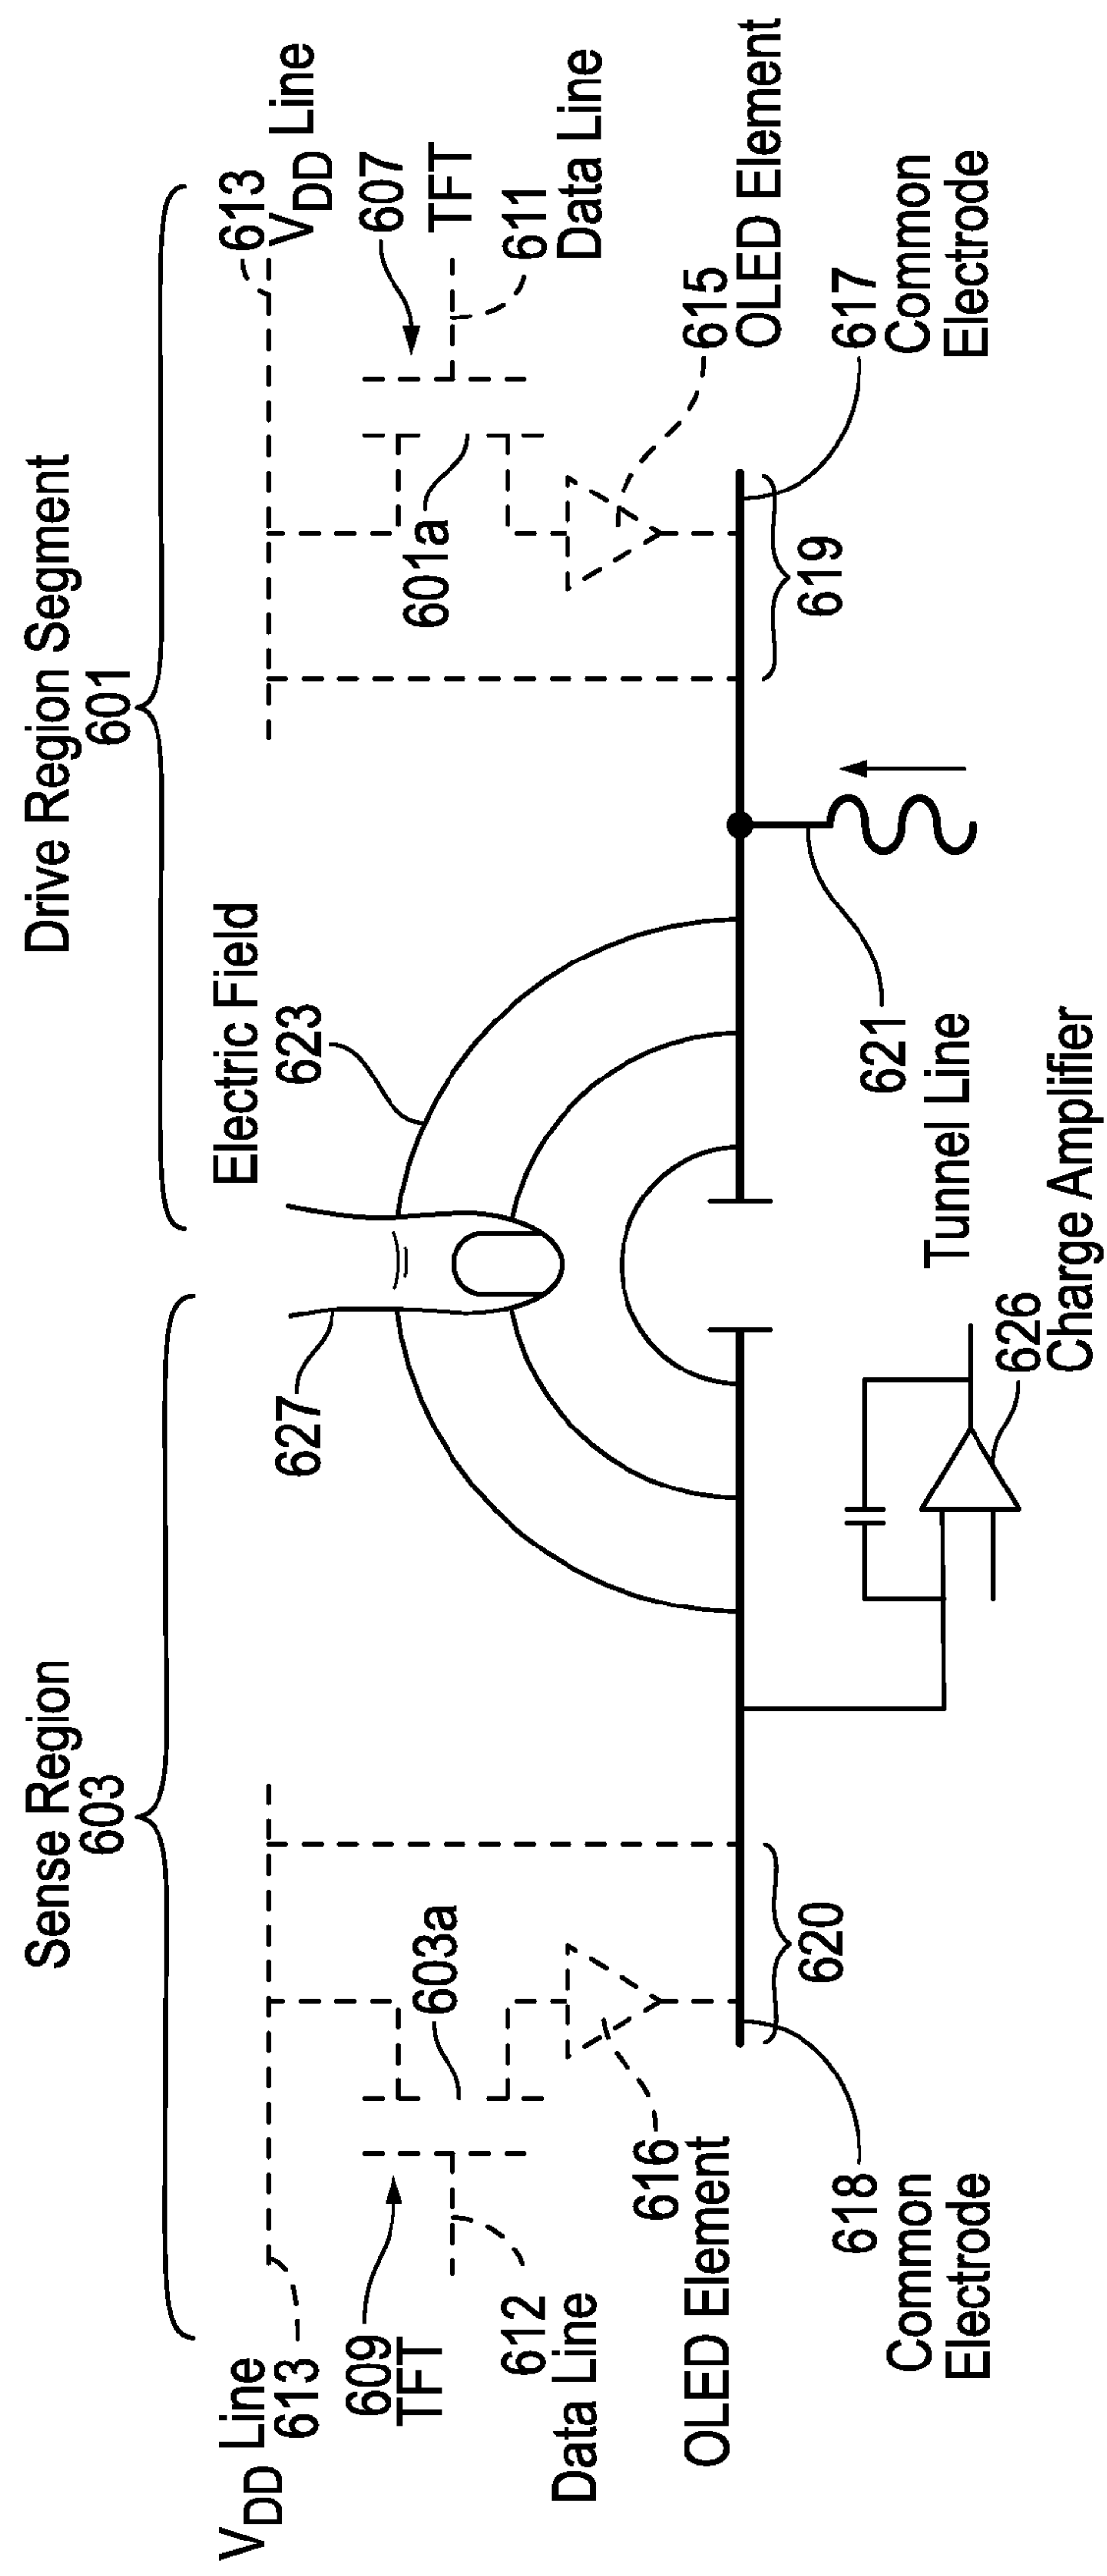 Sense Region
603
Drive Region Segment
601
V_DD Line
613
Electric Field
623
613
V_DD Line
627
609
TFT
603a
601a
607
TFT
612
Data Line
611
Data Line
616
OLED Element
615
OLED Element
618
Common
Electrode
620
621
Tunnel Line
626
Charge Amplifier
619
617
Common
Electrode